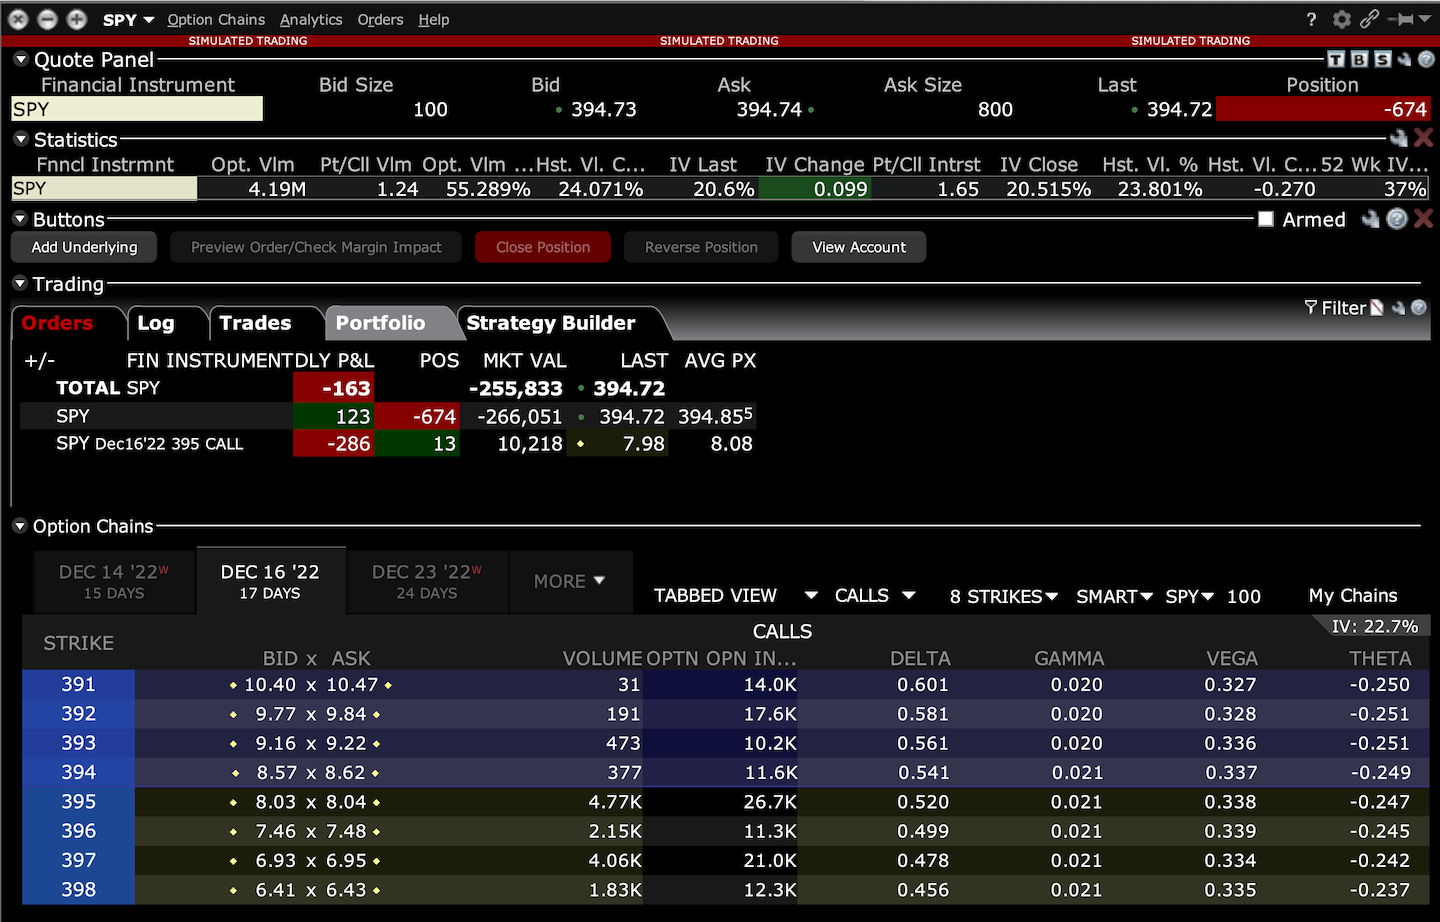 SPY Option Chains Analytics Orders Help ?
SIMULATED TRADING SIMULATED TRADING SIMULATED TRADING
Quote Panel T B S ?
Financial Instrument Bid Size Bid Ask Ask Size Last Position
SPY 100 394.73 394.74 800 394.72 -674
Statistics
Fnncl Instrmnt Opt. Vlm Pt/Cll Vlm Opt. Vlm ... Hst. Vl. C... IV Last IV Change Pt/Cll Intrst IV Close Hst. Vl. % Hst. Vl. C... 52 Wk IV...
SPY 4.19M 1.24 55.289% 24.071% 20.6% 0.099 1.65 20.515% 23.801% -0.270 37%
Buttons Armed ?
Add Underlying Preview Order/Check Margin Impact Close Position Reverse Position View Account
Trading
Orders Log Trades Portfolio Strategy Builder Filter ?
+/- FIN INSTRUMENT DLY P&L POS MKT VAL LAST AVG PX
TOTAL SPY -163 -255,833 394.72
SPY 123 -674 -266,051 394.72 394.85⁵
SPY Dec16'22 395 CALL -286 13 10,218 7.98 8.08
Option Chains
DEC 14 '22W DEC 16 '22 DEC 23 '22W MORE
15 DAYS 17 DAYS 24 DAYS
TABBED VIEW CALLS 8 STRIKES SMART SPY 100 My Chains
IV: 22.7%
CALLS
STRIKE BID x ASK VOLUME OPTN OPN IN... DELTA GAMMA VEGA THETA
391 10.40 x 10.47 31 14.0K 0.601 0.020 0.327 -0.250
392 9.77 x 9.84 191 17.6K 0.581 0.020 0.328 -0.251
393 9.16 x 9.22 473 10.2K 0.561 0.020 0.336 -0.251
394 8.57 x 8.62 377 11.6K 0.541 0.021 0.337 -0.249
395 8.03 x 8.04 4.77K 26.7K 0.520 0.021 0.338 -0.247
396 7.46 x 7.48 2.15K 11.3K 0.499 0.021 0.339 -0.245
397 6.93 x 6.95 4.06K 21.0K 0.478 0.021 0.334 -0.242
398 6.41 x 6.43 1.83K 12.3K 0.456 0.021 0.335 -0.237